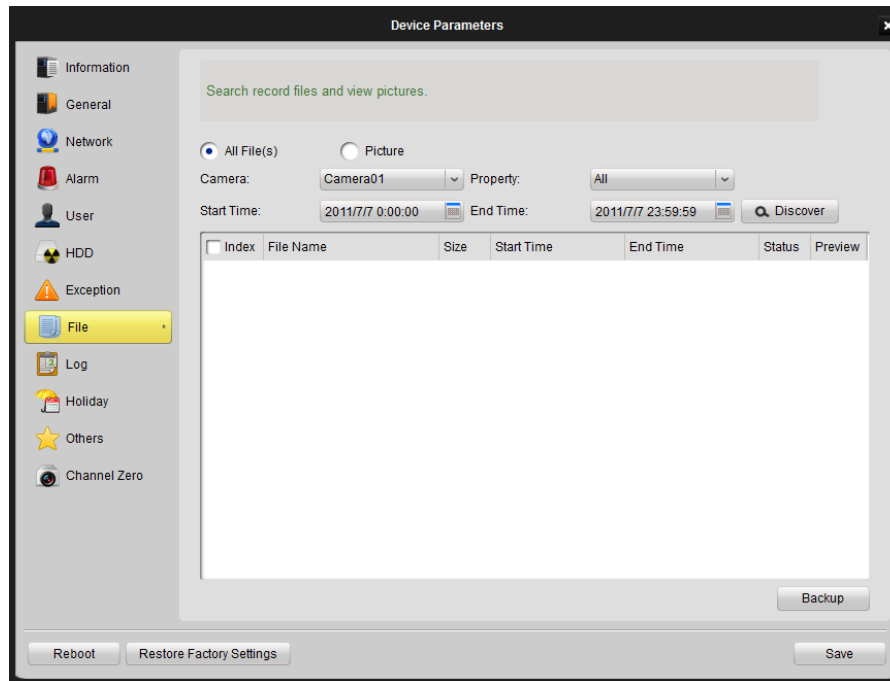 Device Parameters
Information
General
Network
Alarm
User
HDD
Exception
File
Log
Holiday
Others
Channel Zero
Search record files and view pictures.
All File(s) Picture
Camera: Camera01 Property: All
Start Time: 2011/7/7 0:00:00 End Time: 2011/7/7 23:59:59 Discover
Index File Name Size Start Time End Time Status Preview
Backup
Reboot Restore Factory Settings Save